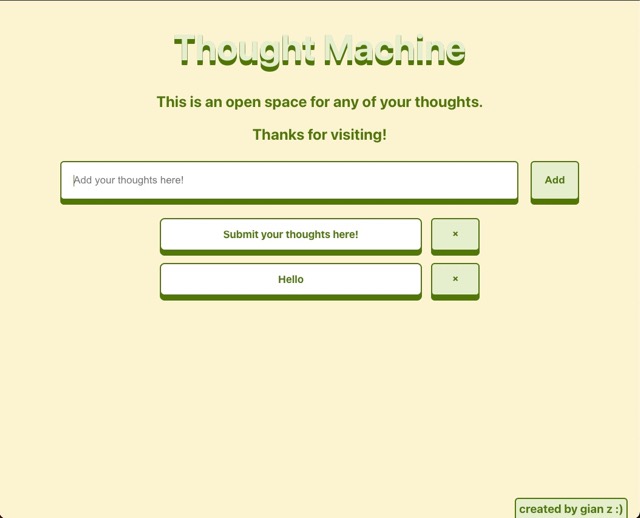 Thought Machine
This is an open space for any of your thoughts.
Thanks for visiting!
Add your thoughts here!
Add
Submit your thoughts here!
×
Hello
×
created by gian z :)